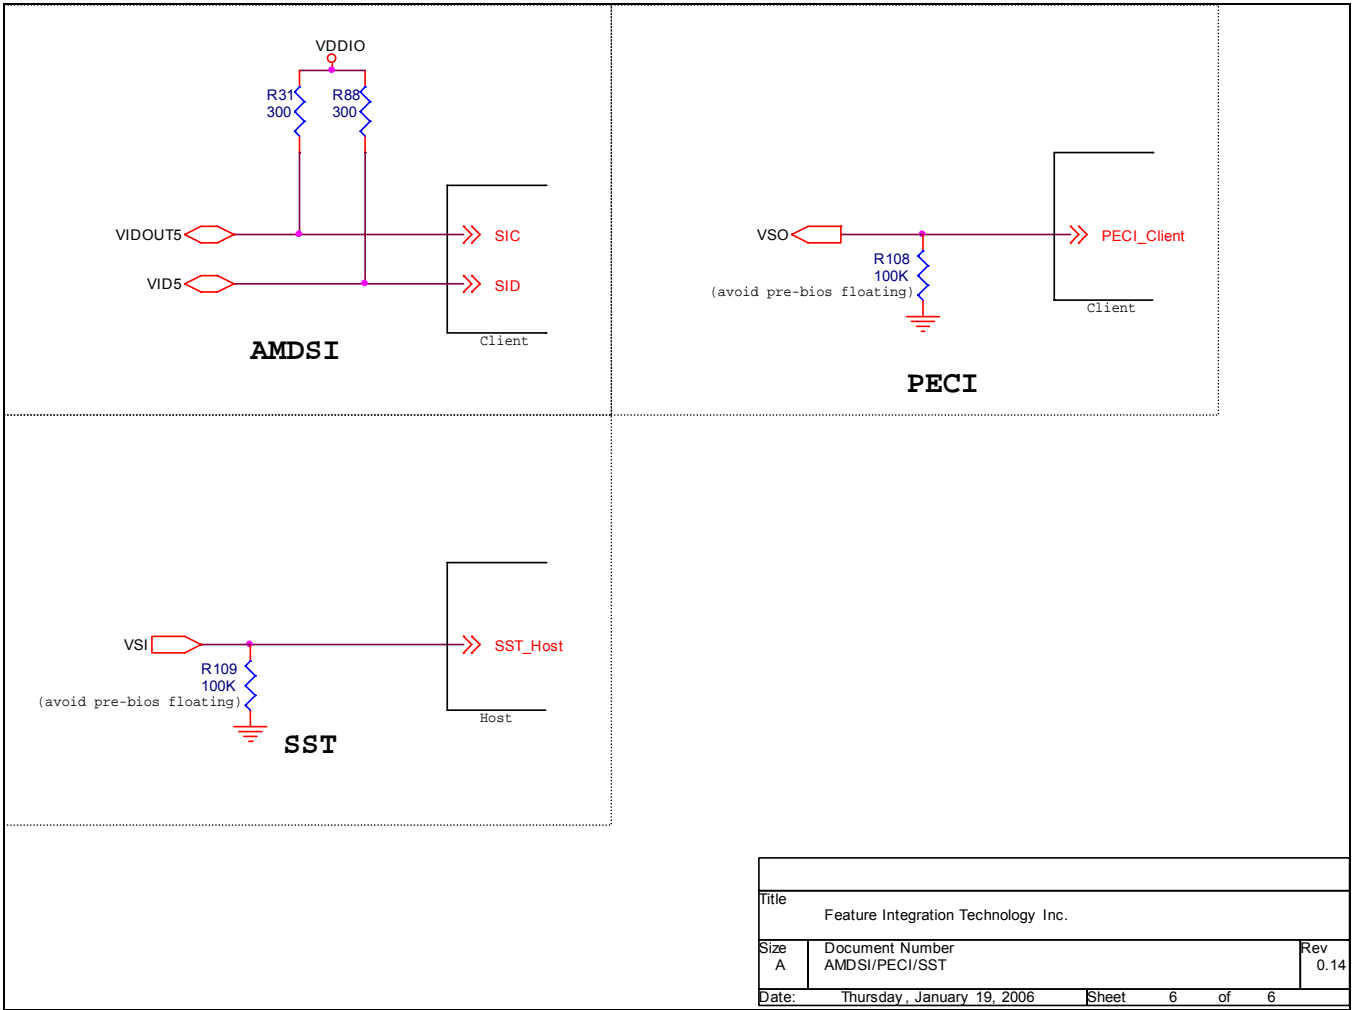 VDDIO
R31
300
R88
300
VIDOUT5
SIC
VID5
SID
Client
AMDSI
VSO
PECI_Client
R108
100K
(avoid pre-bios floating)
Client
PECI
VSI
SST_Host
R109
100K
(avoid pre-bios floating)
Host
SST
Title
Feature Integration Technology Inc.
Size
A
Document Number
AMDSI/PECI/SST
Rev
0.14
Date: Thursday, January 19, 2006 Sheet 6 of 6